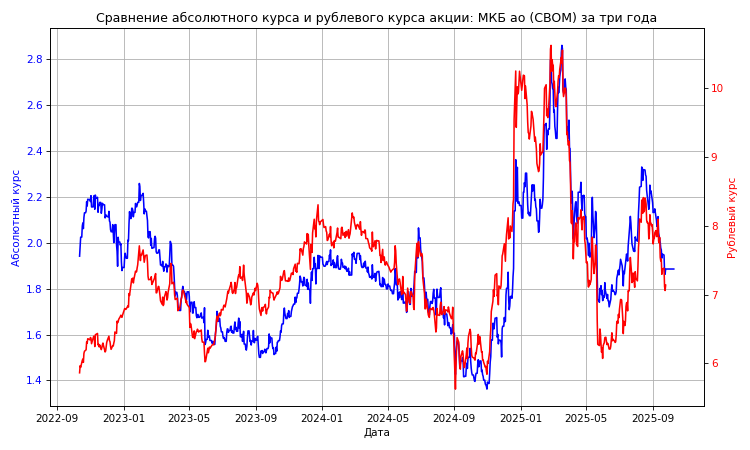 Сравнение абсолютного курса и рублевого курса акции: МКБ ао (CBOM) за три года
2.8
2.6
2.4
2.2
2.0
1.8
1.6
1.4
Абсолютный курс
10
9
8
7
6
Рублевый курс
2022-09 2023-01 2023-05 2023-09 2024-01 2024-05 2024-09 2025-01 2025-05 2025-09
Дата